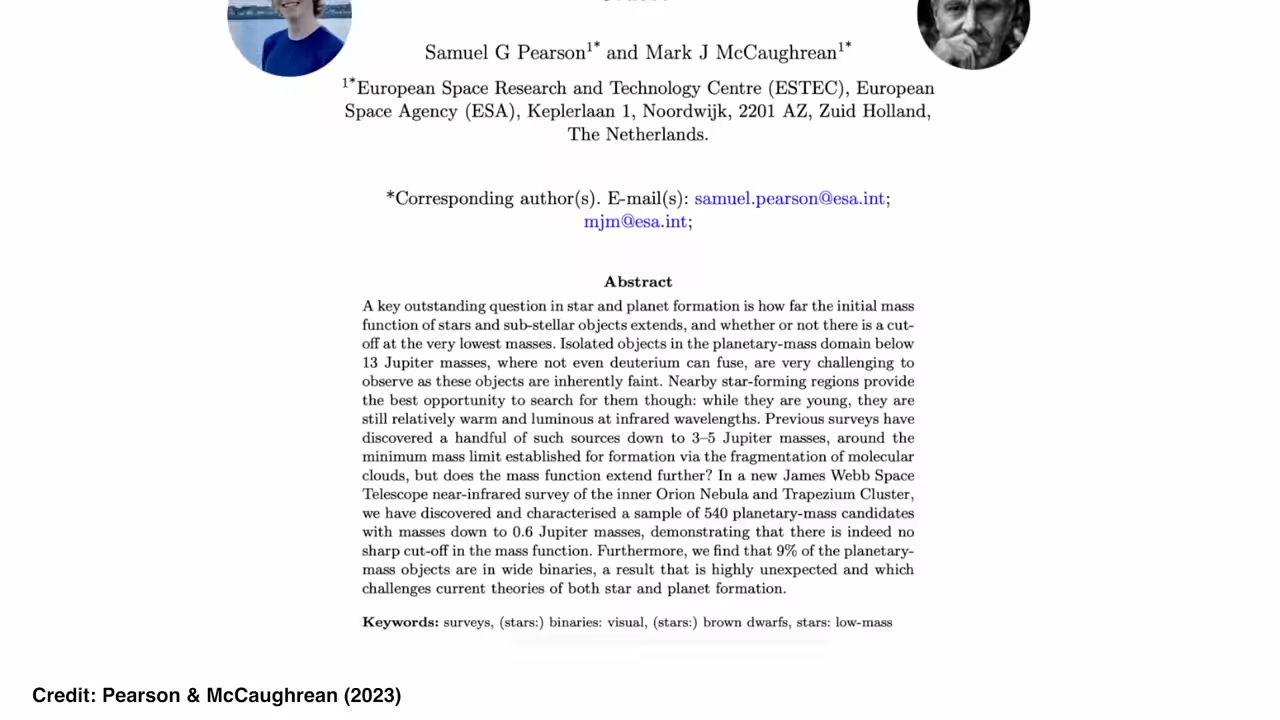 Samuel G Pearson1* and Mark J McCaughrean1*
1*European Space Research and Technology Centre (ESTEC), European
Space Agency (ESA), Keplerlaan 1, Noordwijk, 2201 AZ, Zuid Holland,
The Netherlands.
*Corresponding author(s). E-mail(s): samuel.pearson@esa.int;
mjm@esa.int;
Abstract
A key outstanding question in star and planet formation is how far the initial mass
function of stars and sub-stellar objects extends, and whether or not there is a cut-
off at the very lowest masses. Isolated objects in the planetary-mass domain below
13 Jupiter masses, where not even deuterium can fuse, are very challenging to
observe as these objects are inherently faint. Nearby star-forming regions provide
the best opportunity to search for them though: while they are young, they are
still relatively warm and luminous at infrared wavelengths. Previous surveys have
discovered a handful of such sources down to 3–5 Jupiter masses, around the
minimum mass limit established for formation via the fragmentation of molecular
clouds, but does the mass function extend further? In a new James Webb Space
Telescope near-infrared survey of the inner Orion Nebula and Trapezium Cluster,
we have discovered and characterised a sample of 540 planetary-mass candidates
with masses down to 0.6 Jupiter masses, demonstrating that there is indeed no
sharp cut-off in the mass function. Furthermore, we find that 9% of the planetary-
mass objects are in wide binaries, a result that is highly unexpected and which
challenges current theories of both star and planet formation.
Keywords: surveys, (stars:) binaries: visual, (stars:) brown dwarfs, stars: low-mass
Credit: Pearson & McCaughrean (2023)